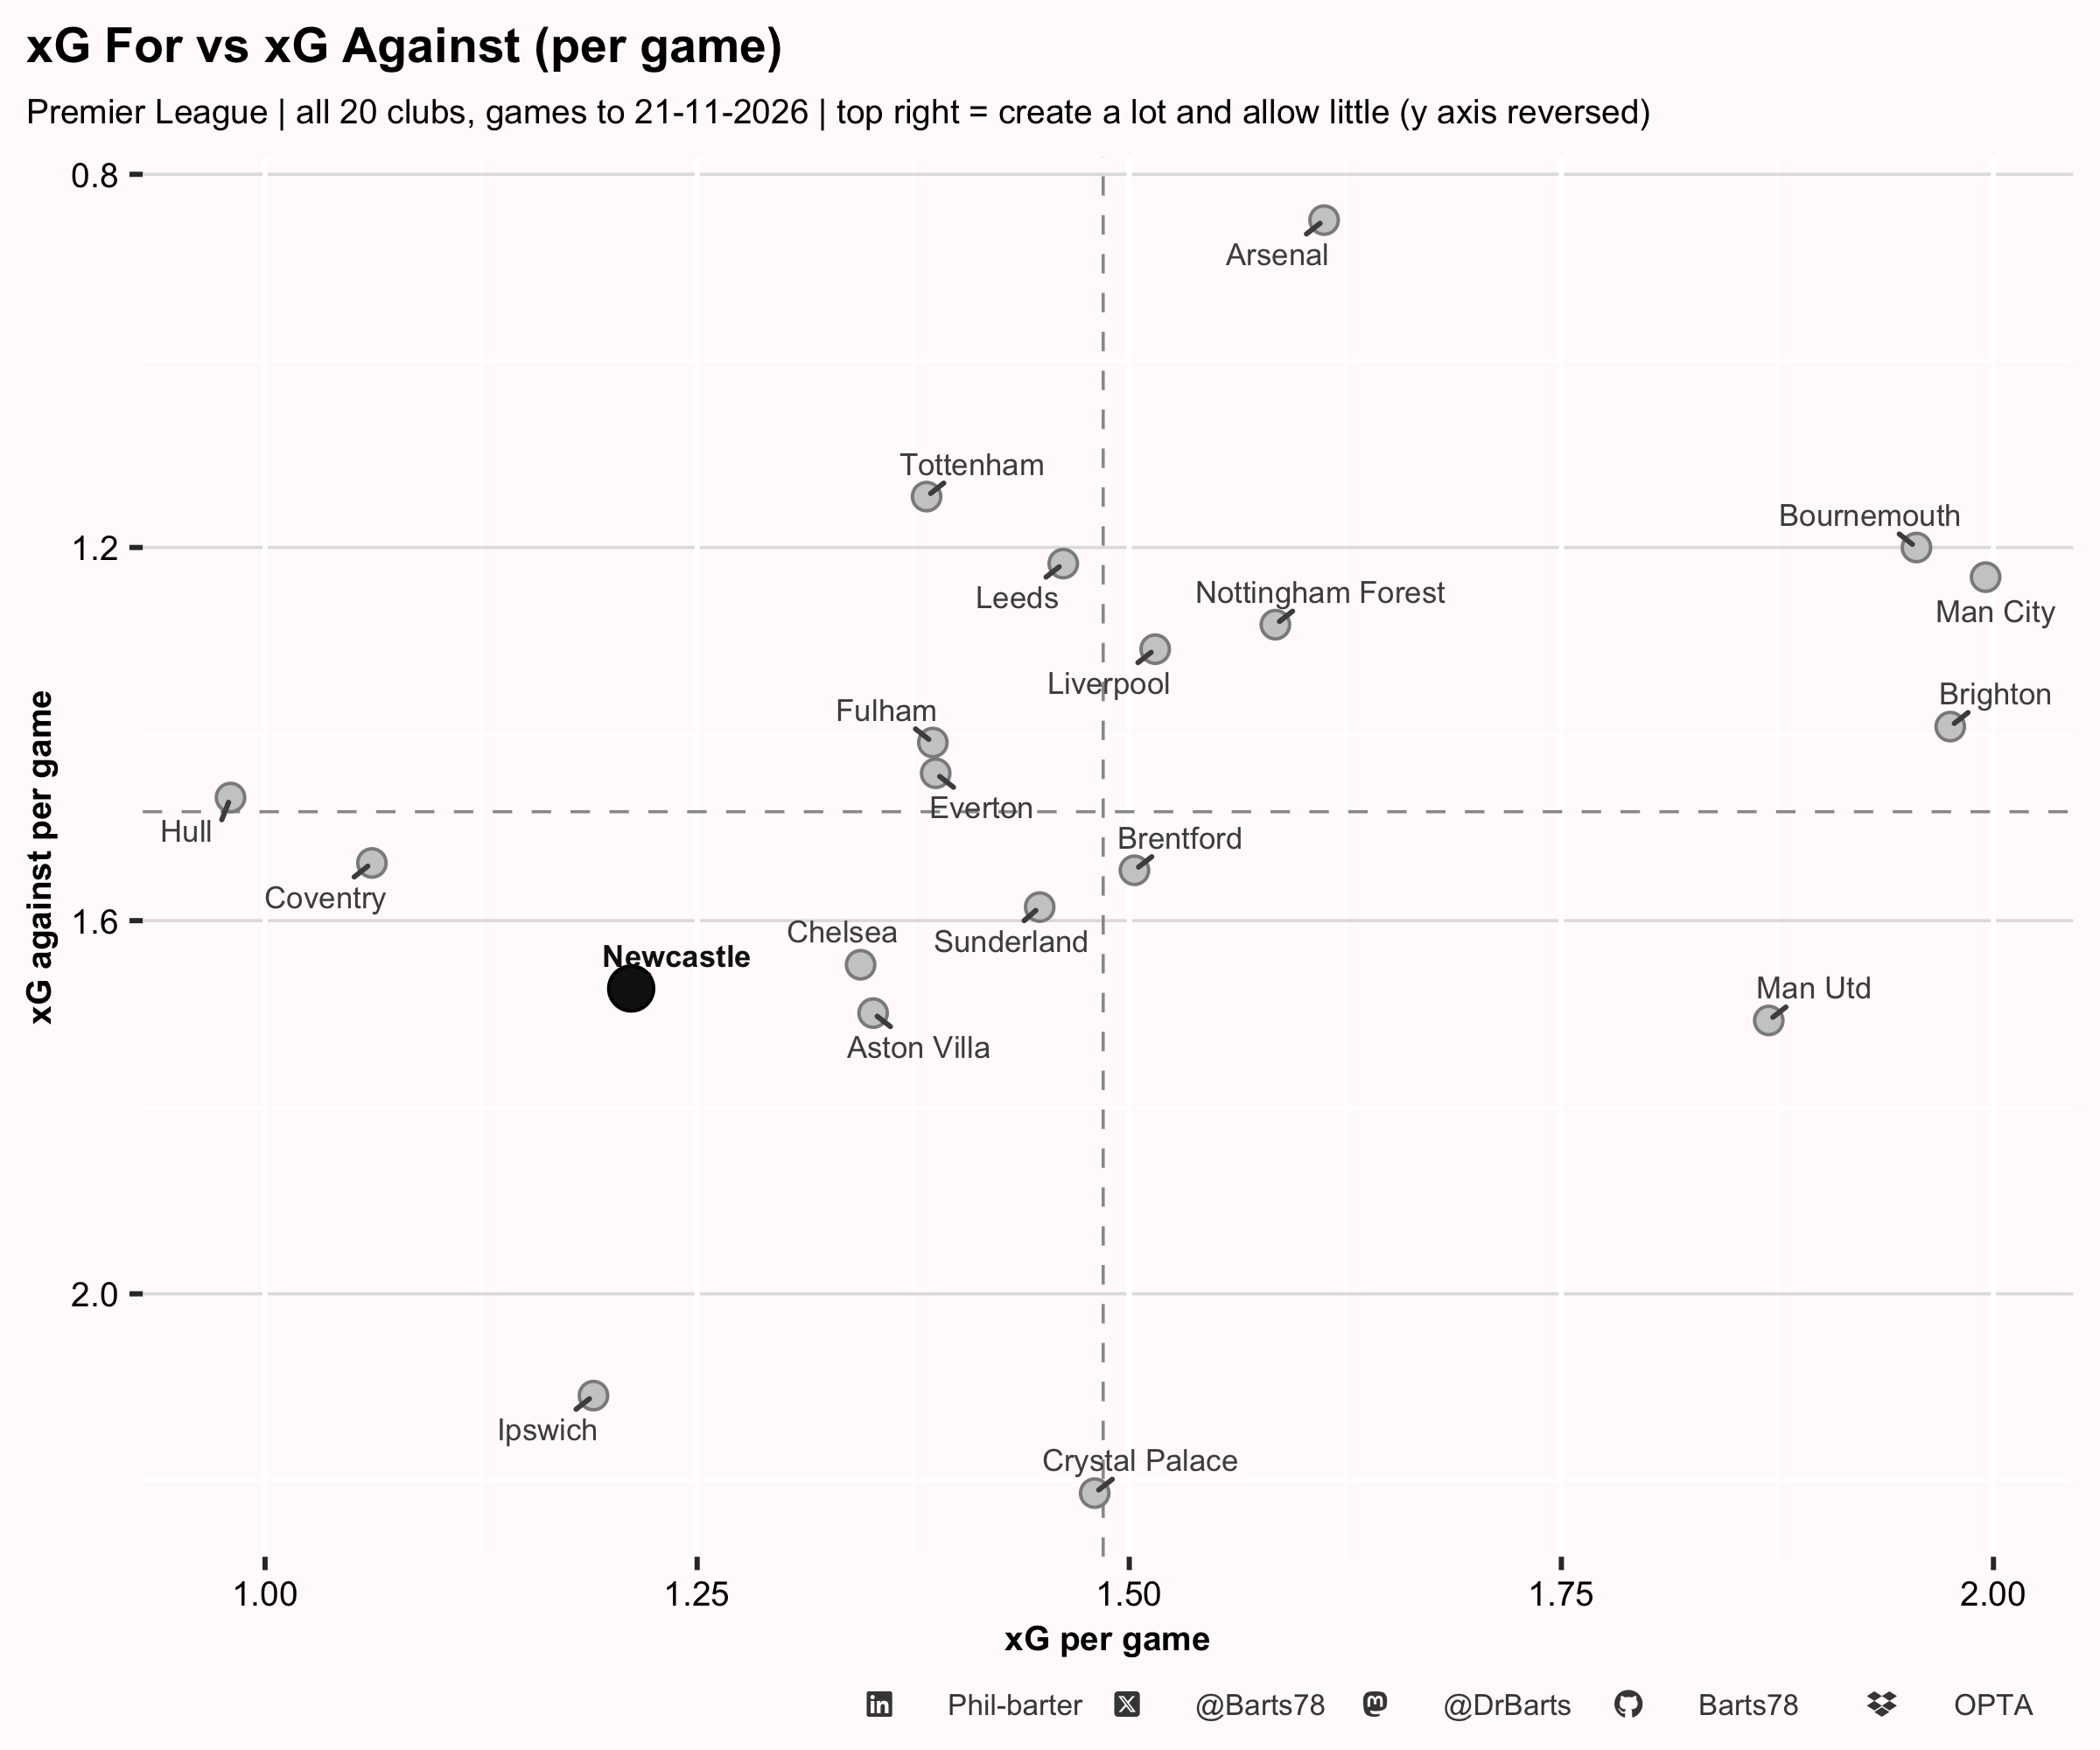 xG For vs xG Against (per game)
Premier League | all 20 clubs, games to 21-11-2026 | top right = create a lot and allow little (y axis reversed)
0.8
Arsenal
Tottenham
Bournemouth
1.2
Leeds
Nottingham Forest
Man City
Liverpool
Brighton
Fulham
Everton
Hull
Brentford
Coventry
1.6
Chelsea
Sunderland
Newcastle
Man Utd
Aston Villa
xG against per game
2.0
Ipswich
Crystal Palace
1.00 1.25 1.50 1.75 2.00
xG per game
Phil-barter @Barts78 @DrBarts Barts78 OPTA